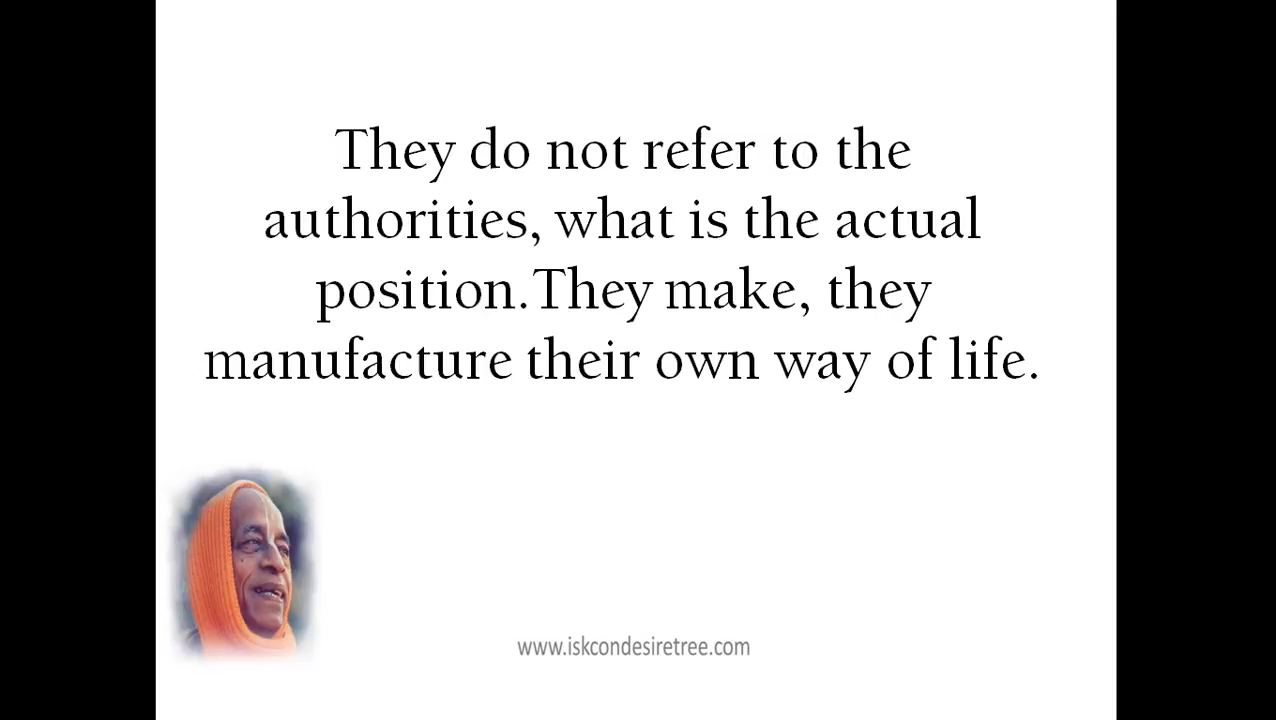 They do not refer to the
authorities, what is the actual
position.They make, they
manufacture their own way of life.
www.iskcondesiretree.com